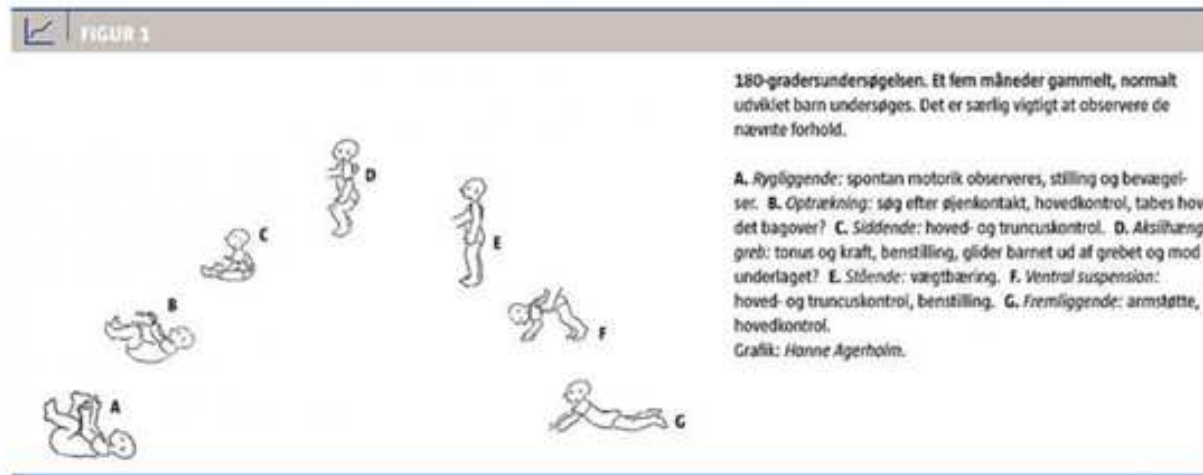 FIGUR 1
180-gradersundersøgelsen. Et fem måneder gammelt, normalt
udviklet barn undersøges. Det er særlig vigtigt at observere de
nævnte forhold.
A. Rygliggende: spontan motorik observeres, stilling og bevægel-
ser. B. Optrækning: søg efter øjenkontakt, hovedkontrol, tabes hov
det bagover? C. Siddende: hoved- og truncuskontrol. D. Aksilhæng
greb: tonus og kraft, benstilling, glider barnet ud af grebet og mod
underlaget? E. Stående: vægtbæring. F. Ventral suspension:
hoved- og truncuskontrol, benstilling. G. Fremliggende: armstøtte,
hovedkontrol.
Grafik: Hanne Agerholm.
D
C
E
B
F
A
G